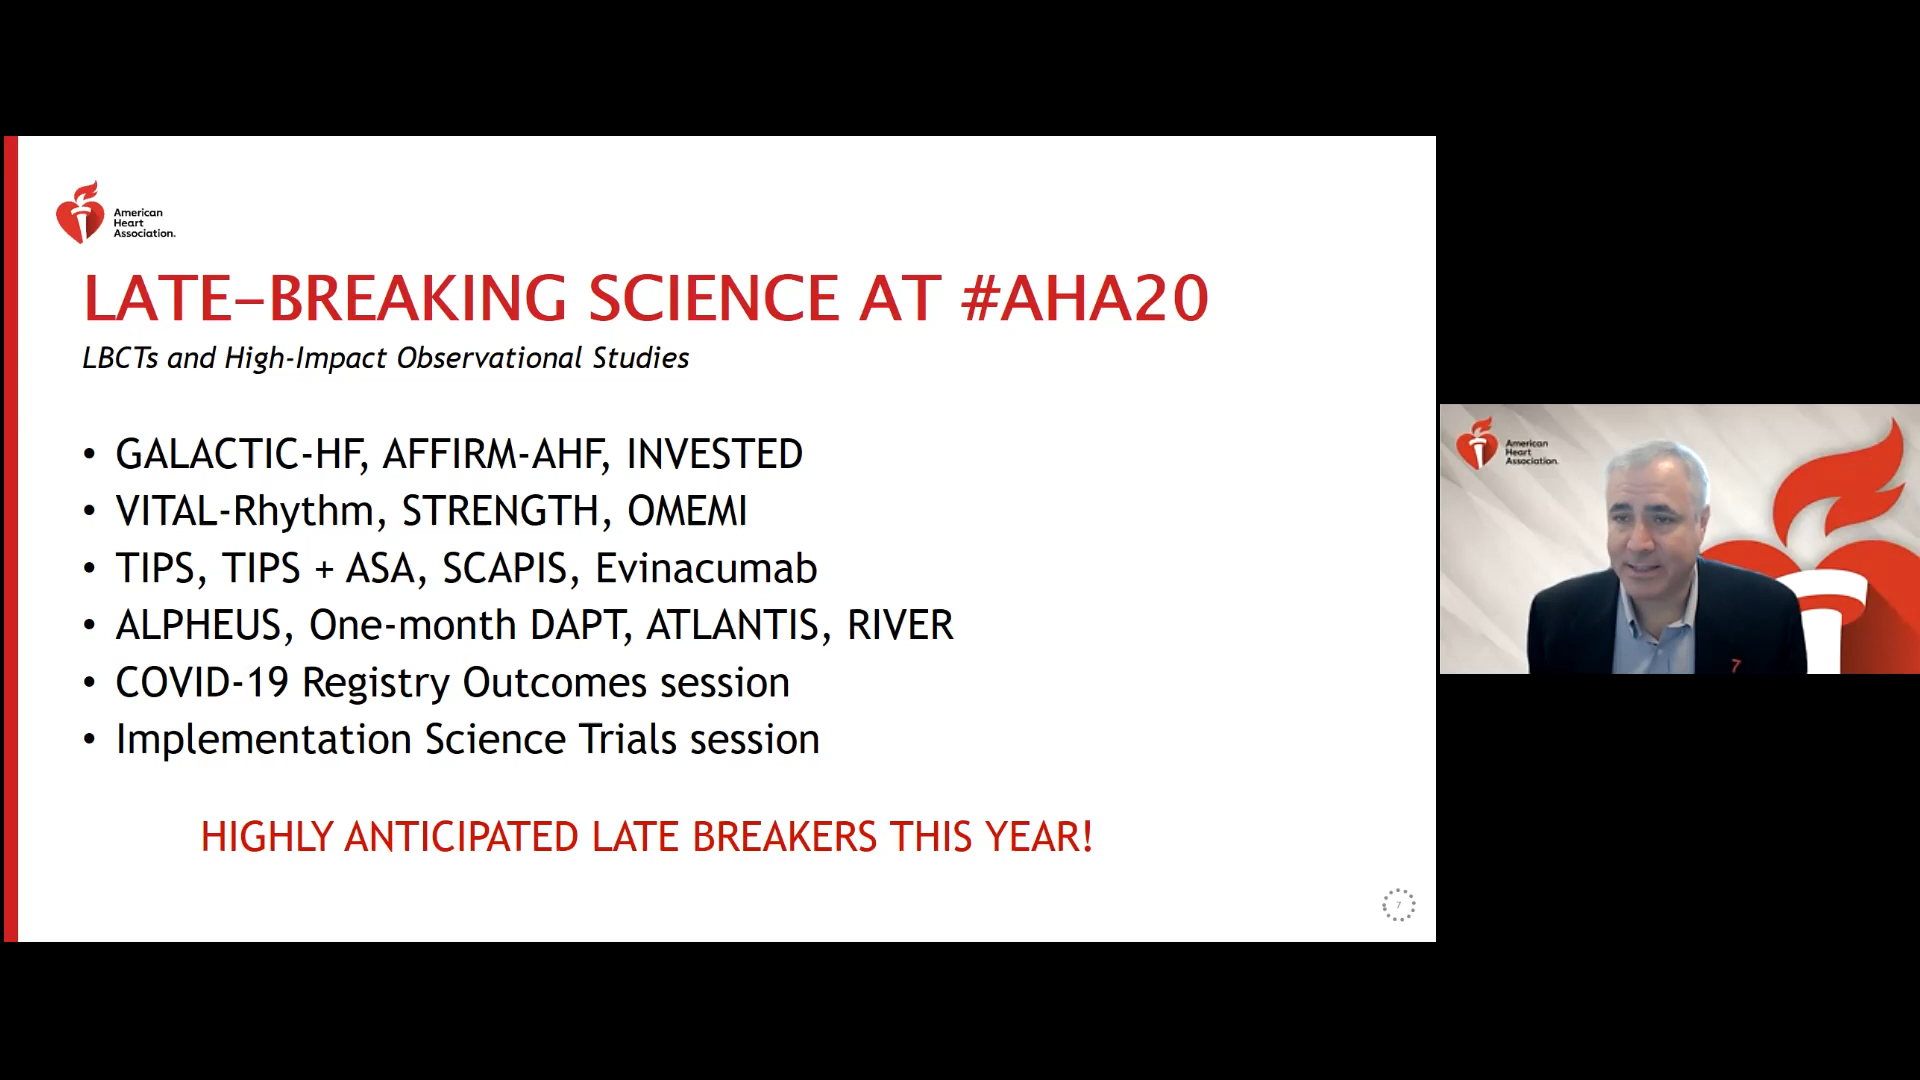 American
Heart
Association.
LATE–BREAKING SCIENCE AT #AHA20
LBCTs and High-Impact Observational Studies
• GALACTIC-HF, AFFIRM-AHF, INVESTED
• VITAL-Rhythm, STRENGTH, OMEMI
• TIPS, TIPS + ASA, SCAPIS, Evinacumab
• ALPHEUS, One-month DAPT, ATLANTIS, RIVER
• COVID-19 Registry Outcomes session
• Implementation Science Trials session
HIGHLY ANTICIPATED LATE BREAKERS THIS YEAR!
7
American
Heart
Association.